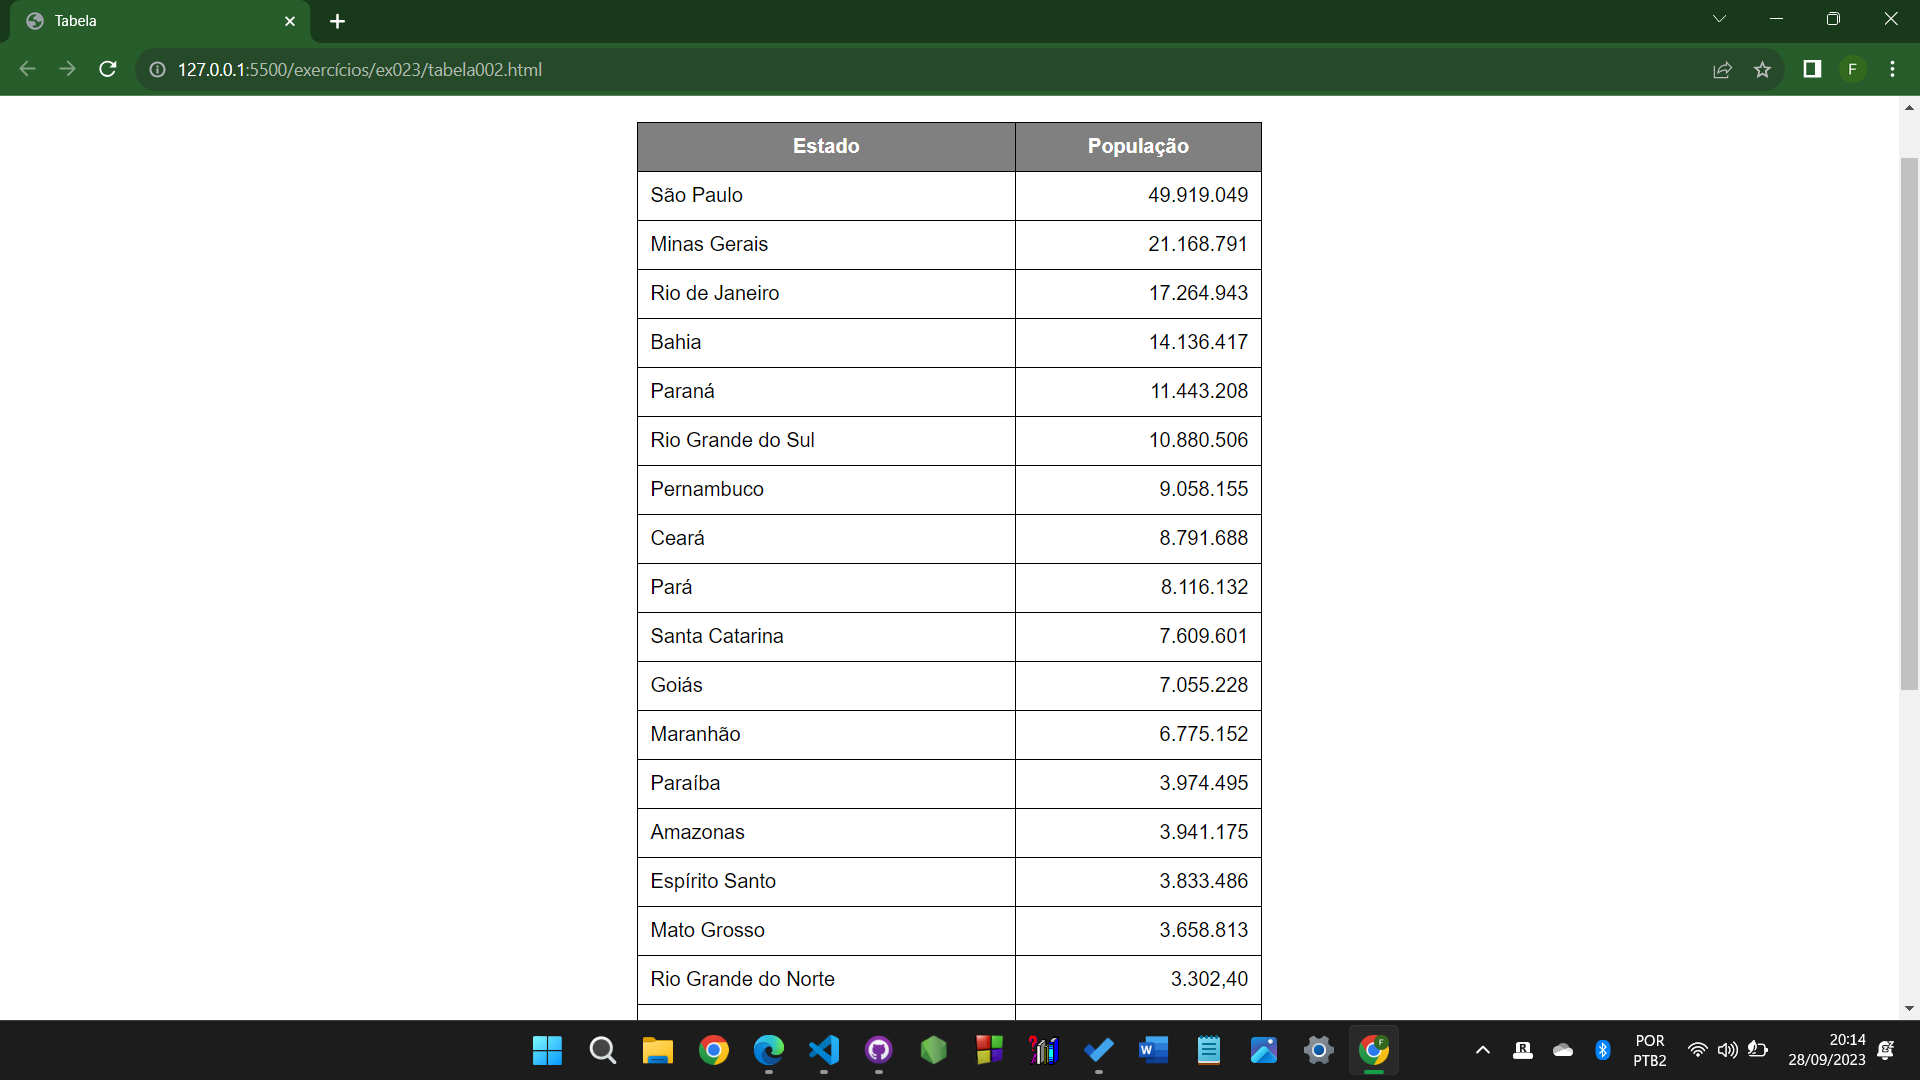 Tabela
127.0.0.1:5500/exercícios/ex023/tabela002.html
F
Estado População
São Paulo 49.919.049
Minas Gerais 21.168.791
Rio de Janeiro 17.264.943
Bahia 14.136.417
Paraná 11.443.208
Rio Grande do Sul 10.880.506
Pernambuco 9.058.155
Ceará 8.791.688
Pará 8.116.132
Santa Catarina 7.609.601
Goiás 7.055.228
Maranhão 6.775.152
Paraíba 3.974.495
Amazonas 3.941.175
Espírito Santo 3.833.486
Mato Grosso 3.658.813
Rio Grande do Norte 3.302,40
POR 20:14
PTB2 28/09/2023